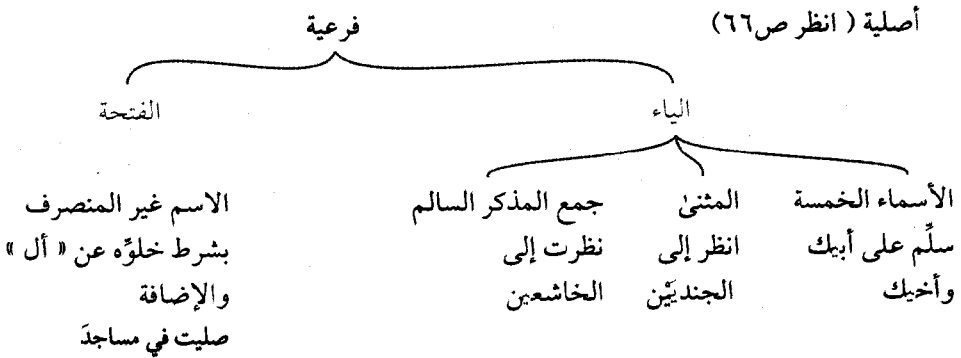 أصلية ( انظر ص٦٦)
فرعية
الياء
الفتحة
الأسماء الخمسة
سلِّم على أبيك
وأخيك
المثنىٰ
انظر إلى
الجنديَيْن
جمع المذكر السالم
نظرت إلى
الخاشعين
الاسم غير المنصرف
بشرط خلوِّه عن « أل »
والإضافة
صليت في مساجدَ